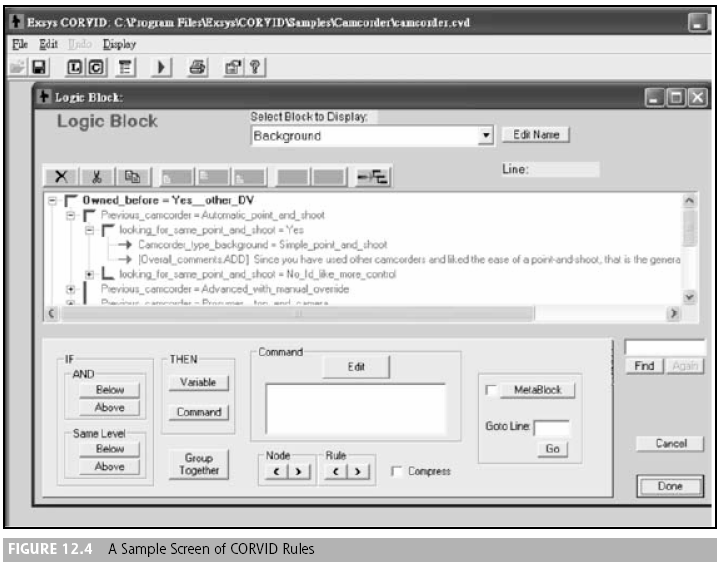 Exsys CORVID: C:\Program Files\Exsys\CORVID\Samples\Camcorder\camcorder.cvd
File Edit Undo Display
L C
Logic Block:
Logic Block
Select Block to Display:
Background
Edit Name
Line:
Owned_before = Yes__other_DV
Previous_camcorder = Automatic_point_and_shoot
looking_for_same_point_and_shoot = Yes
Camcorder_type_background = Simple_point_and_shoot
[Overall_comments.ADD] Since you have used other camcorders and liked the ease of a point-and-shoot, that is the genera
looking_for_same_point_and_shoot = No_Id_like_more_control
Previous_camcorder = Advanced_with_manual_overide
Previous_camcorder =
IF
AND
Below
Above
Same Level
Below
Above
THEN
Variable
Command
Group
Together
Command
Edit
Node
Rule
Compress
MetaBlock
Goto Line:
Go
Find Again
Cancel
Done
FIGURE 12.4 A Sample Screen of CORVID Rules